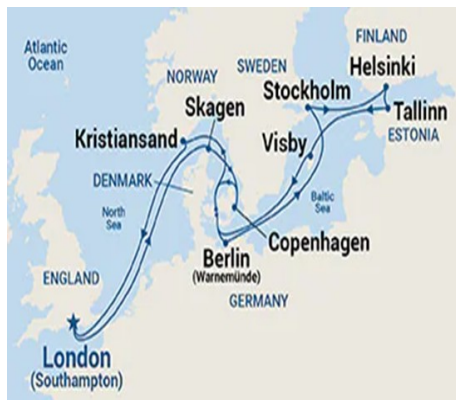 Atlantic
Ocean
FINLAND
SWEDEN
Helsinki
NORWAY
Stockholm
Skagen
Tallinn
Kristiansand
Visby
ESTONIA
DENMARK
North
Sea
Baltic
Sea
Copenhagen
Berlin
(Warnemünde)
ENGLAND
GERMANY
London
(Southampton)